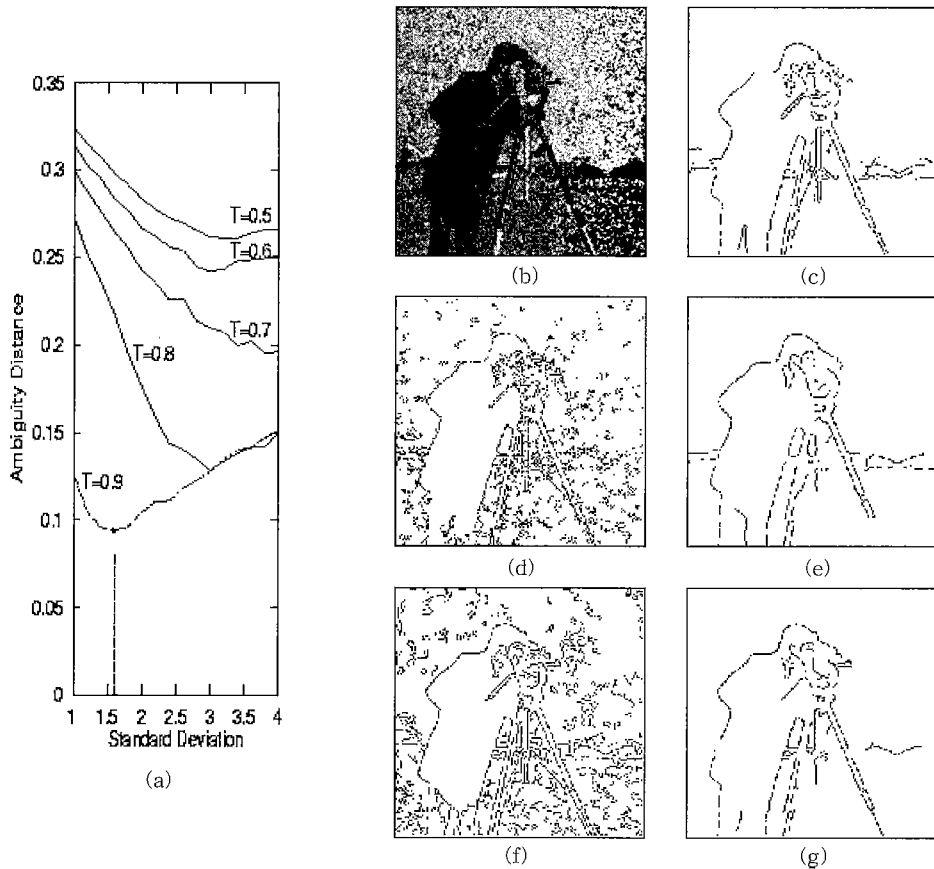 0.35
0.3
0.25
0.2
0.15
0.1
0.05
0
Ambiguity Distance
T=0.5
T=0.6
T=0.7
T=0.8
T=0.9
1 1.5 2 2.5 3 3.5 4
Standard Deviation
(a)
(b)
(c)
(d)
(e)
(f)
(g)